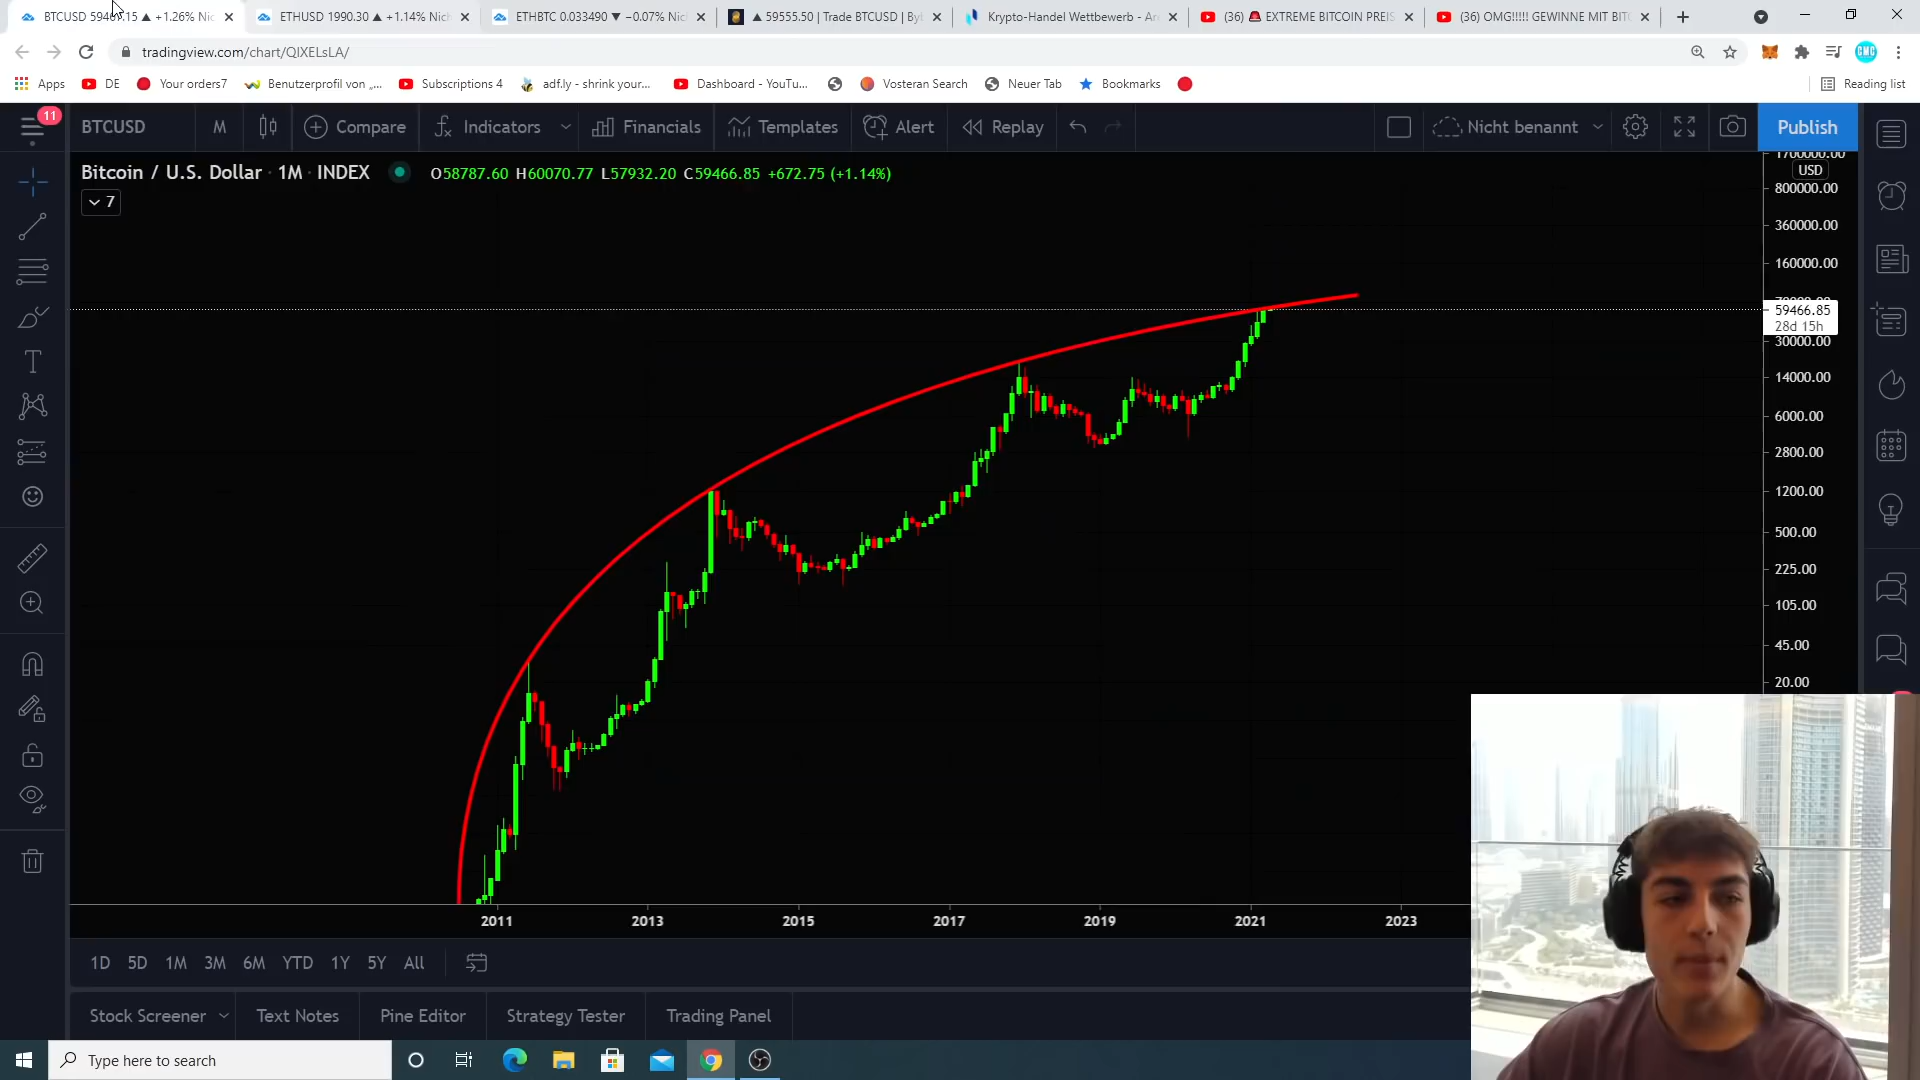 BTCUSD 59469.15 ▲ +1.26% Nic
ETHUSD 1990.30 ▲ +1.14% Nich
ETHBTC 0.033490 ▼ −0.07% Nic
▲ 59555.50 | Trade BTCUSD | By
Krypto-Handel Wettbewerb - An
(36) 🚨 EXTREME BITCOIN PREIS
(36) OMG!!!!! GEWINNE MIT BIT
tradingview.com/chart/QIXELsLA/
CMC
Apps
DE
Your orders7
Benutzerprofil von „...
Subscriptions 4
adf.ly - shrink your...
Dashboard - YouTu...
Vosteran Search
Neuer Tab
Bookmarks
Reading list
11
BTCUSD
M
Compare
Indicators
Financials
Templates
Alert
Replay
Nicht benannt
Publish
Bitcoin / U.S. Dollar · 1M · INDEX
O58787.60 H60070.77 L57932.20 C59466.85 +672.75 (+1.14%)
7
1700000.00
USD
800000.00
360000.00
160000.00
59466.85
28d 15h
30000.00
14000.00
6000.00
2800.00
1200.00
500.00
225.00
105.00
45.00
20.00
2011
2013
2015
2017
2019
2021
2023
1D
5D
1M
3M
6M
YTD
1Y
5Y
All
Stock Screener
Text Notes
Pine Editor
Strategy Tester
Trading Panel
Type here to search